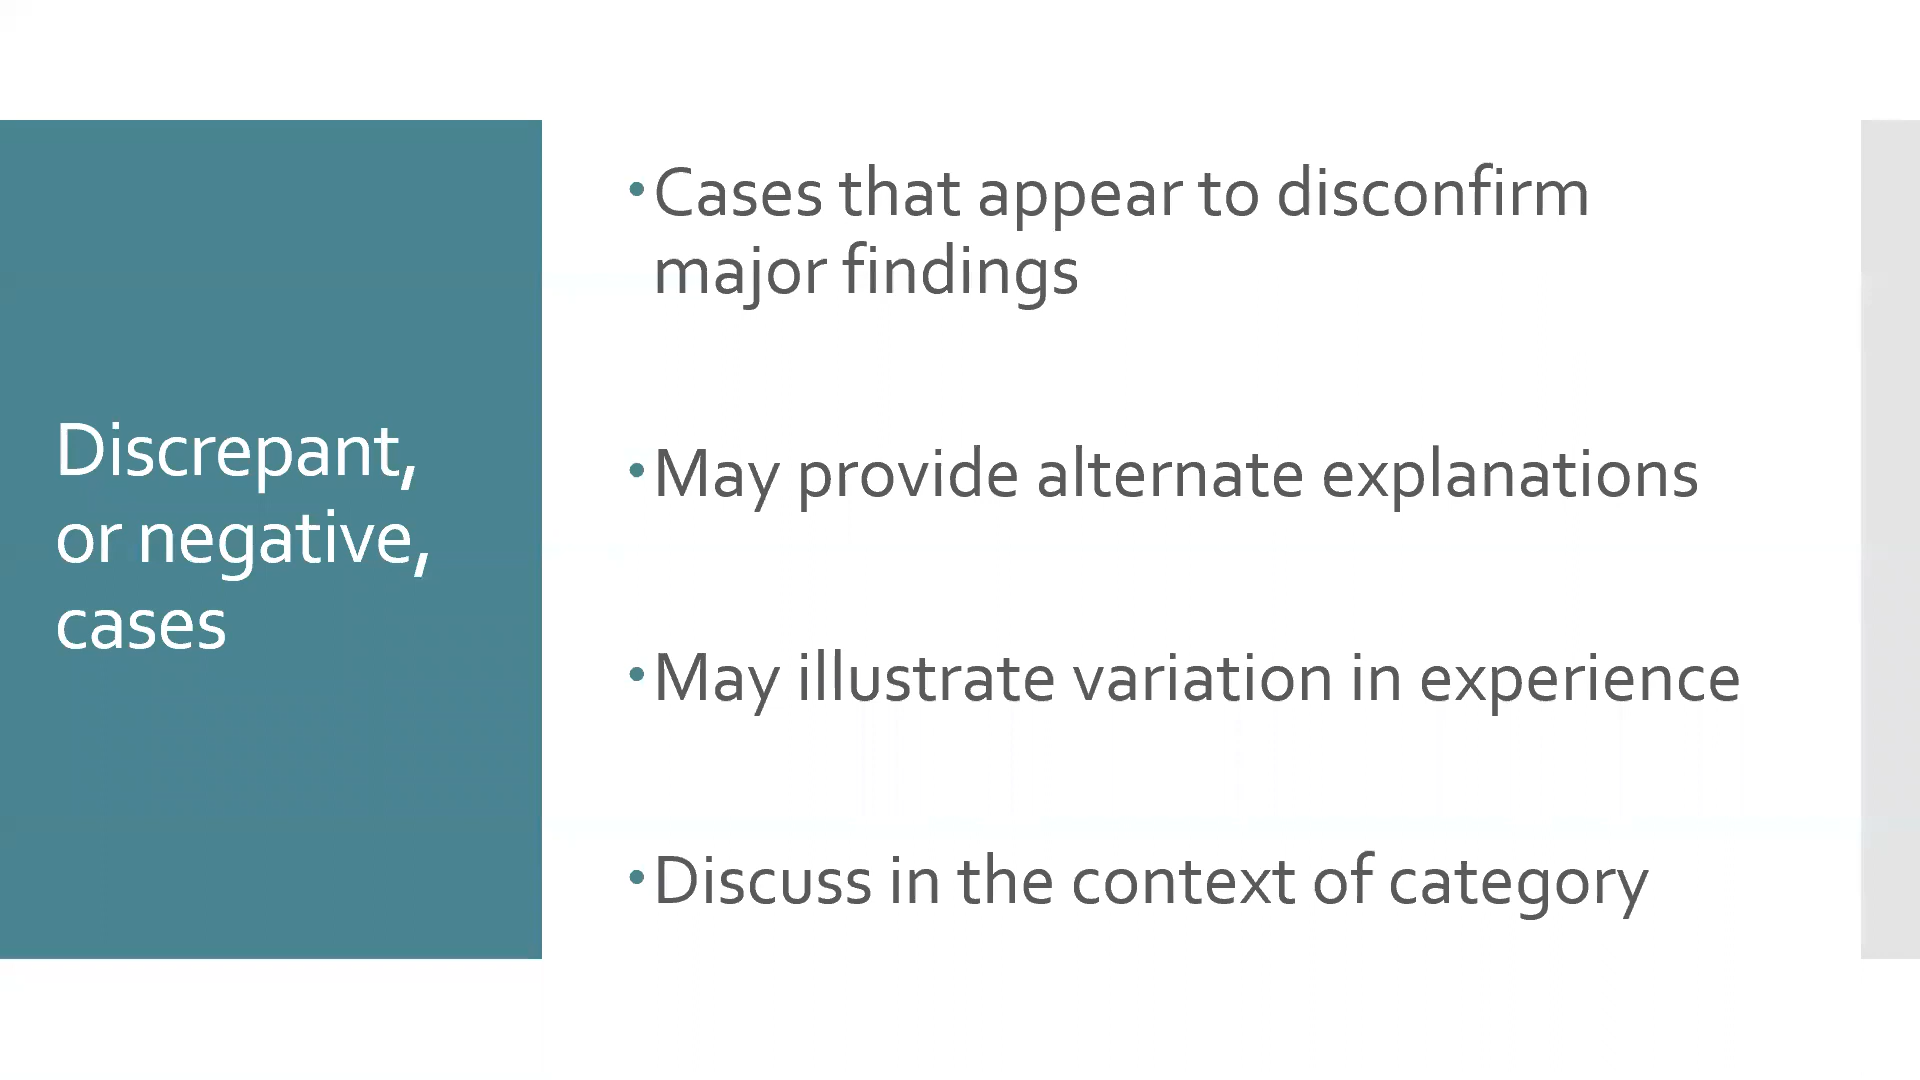 Discrepant,
or negative,
cases
•Cases that appear to disconfirm
major findings
•May provide alternate explanations
•May illustrate variation in experience
•Discuss in the context of category